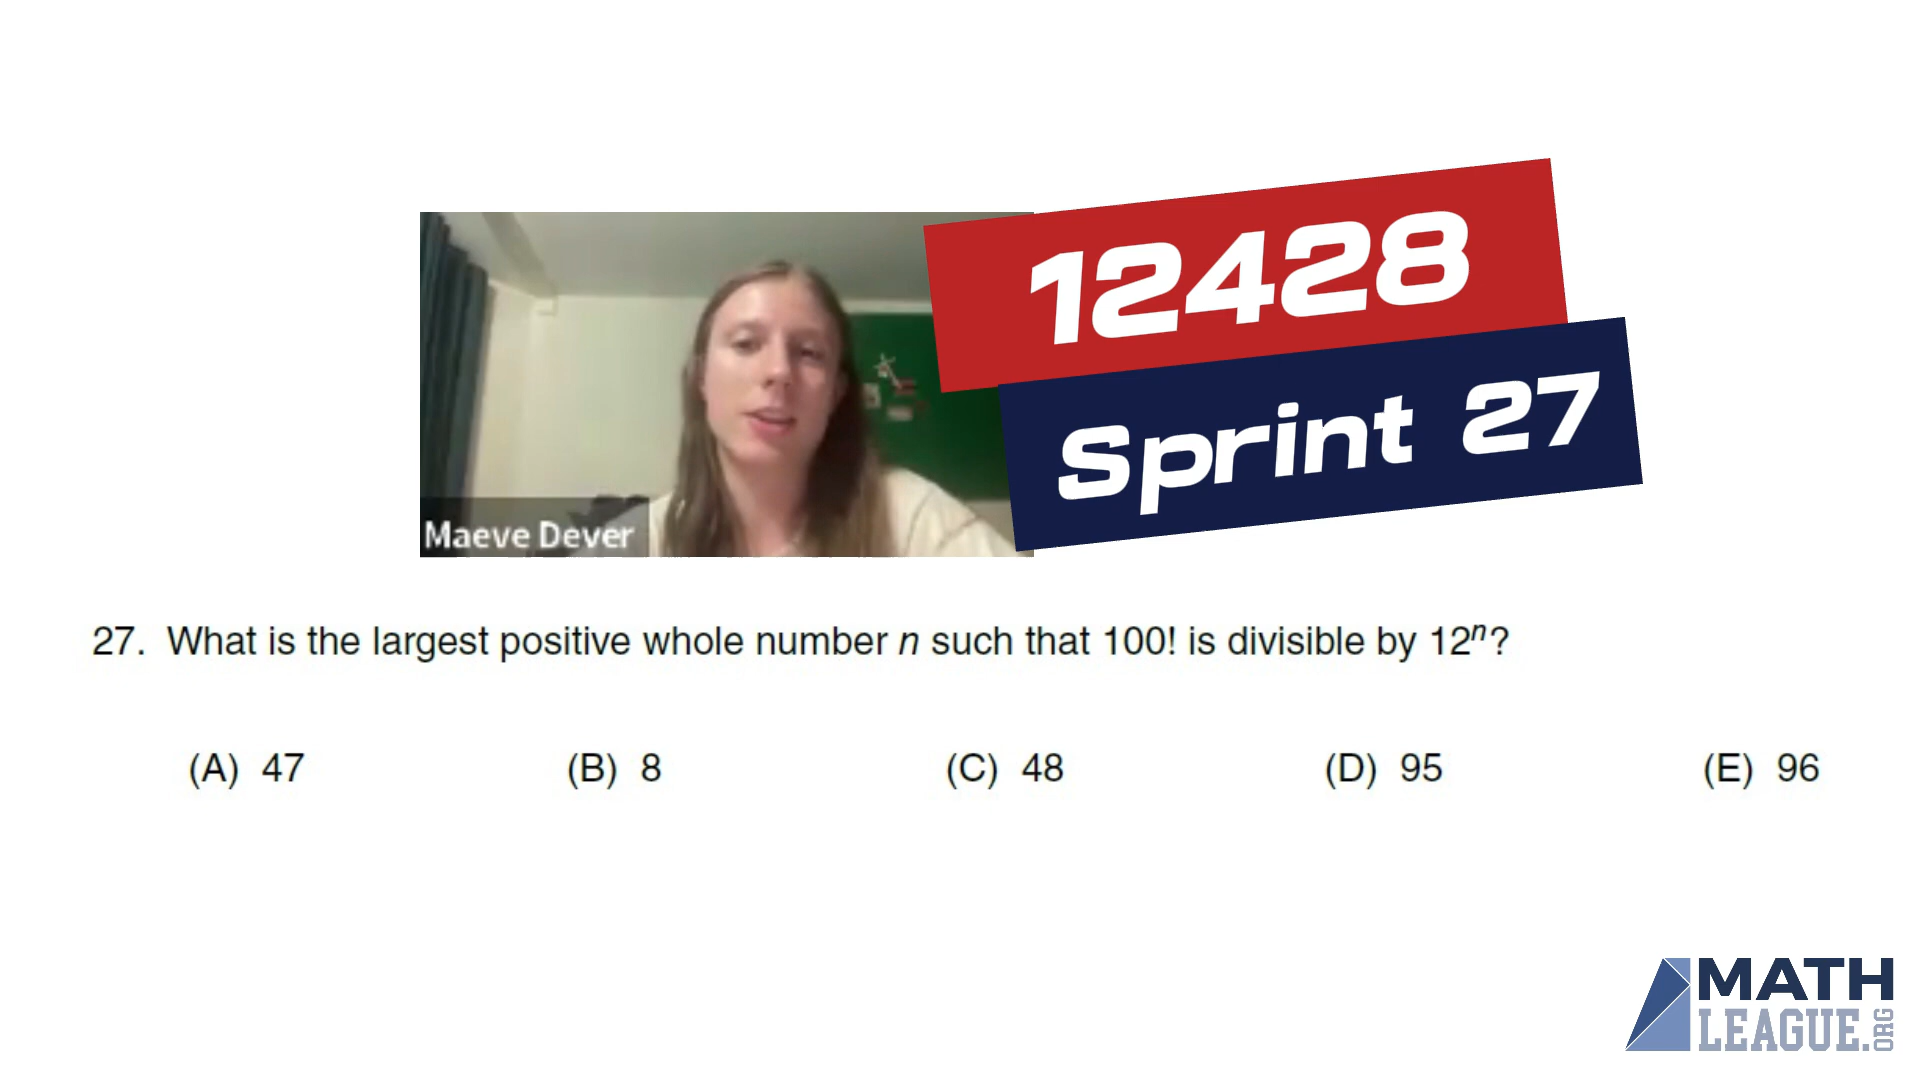 12428
Sprint 27
Maeve Dever
27. What is the largest positive whole number n such that 100! is divisible by 12ⁿ?
(A) 47 (B) 8 (C) 48 (D) 95 (E) 96
MATH
LEAGUE.ORG